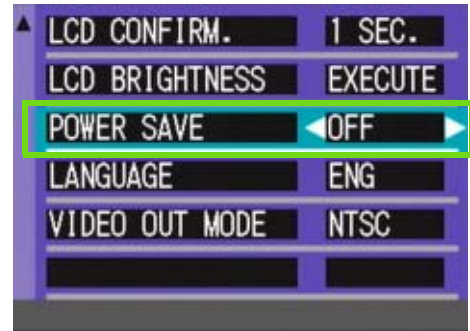 LCD CONFIRM. 1 SEC.
LCD BRIGHTNESS EXECUTE
POWER SAVE OFF
LANGUAGE ENG
VIDEO OUT MODE NTSC